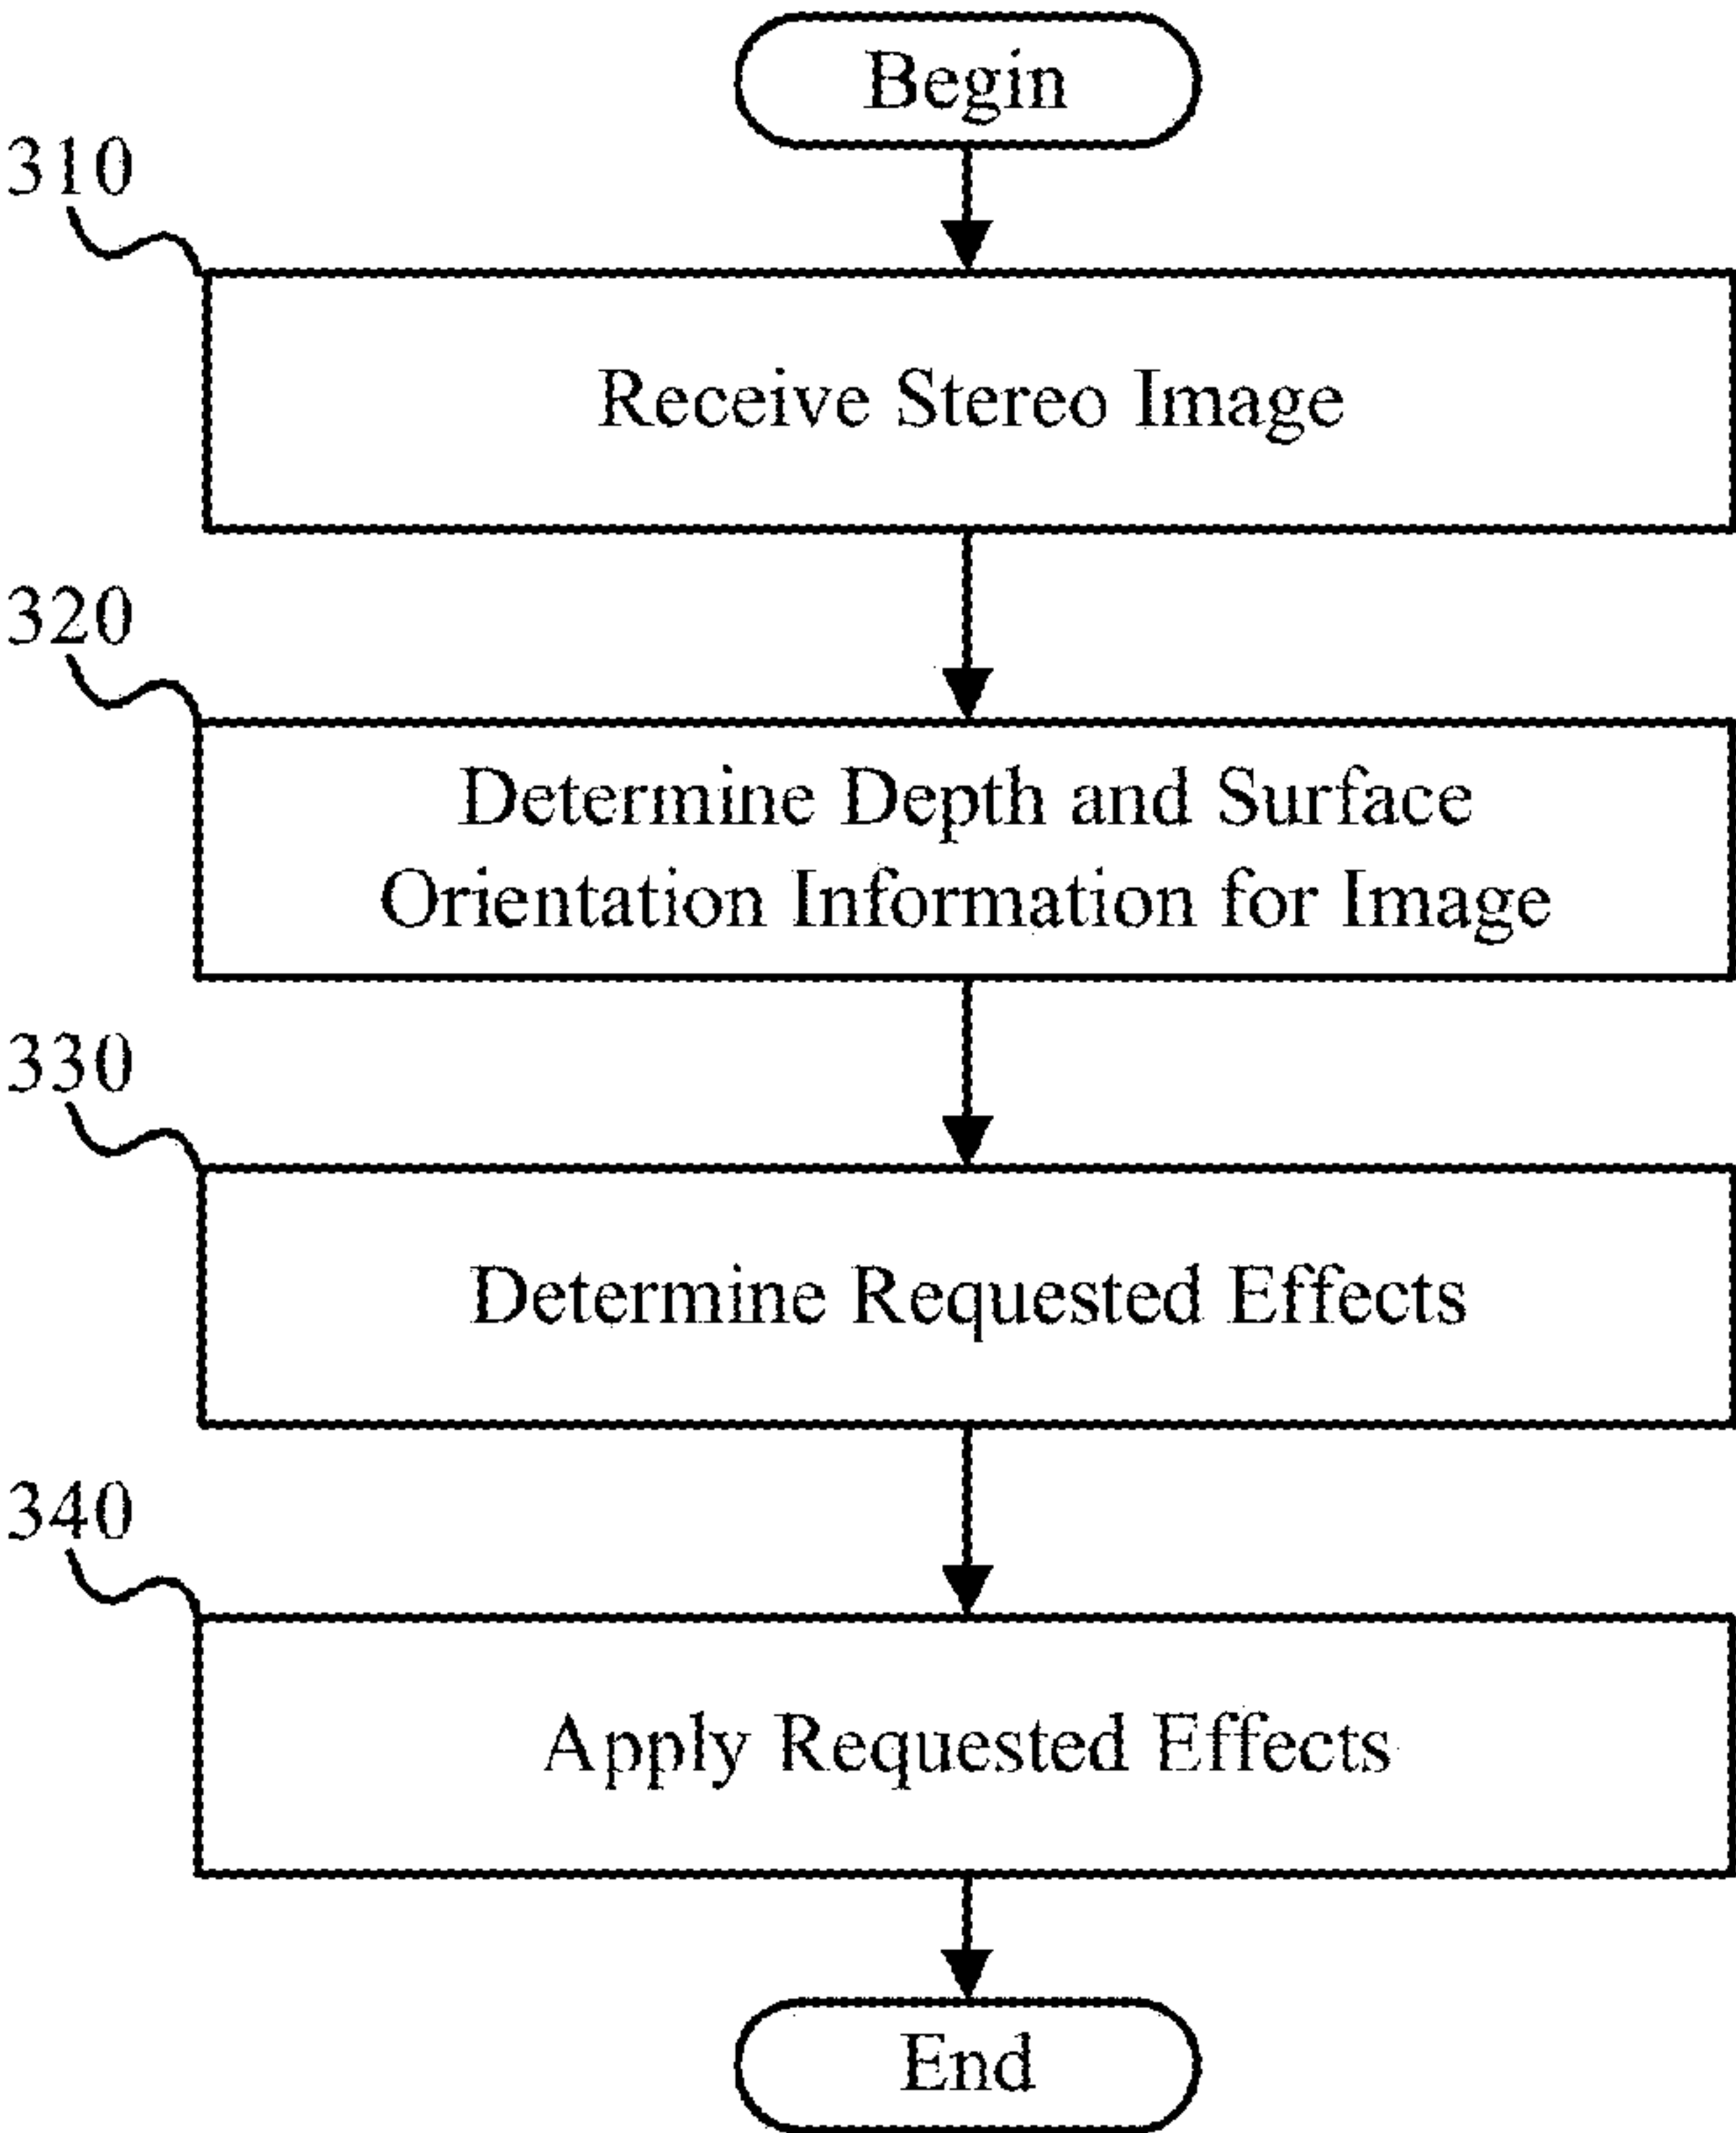 Begin
310
Receive Stereo Image
320
Determine Depth and Surface
Orientation Information for Image
330
Determine Requested Effects
340
Apply Requested Effects
End